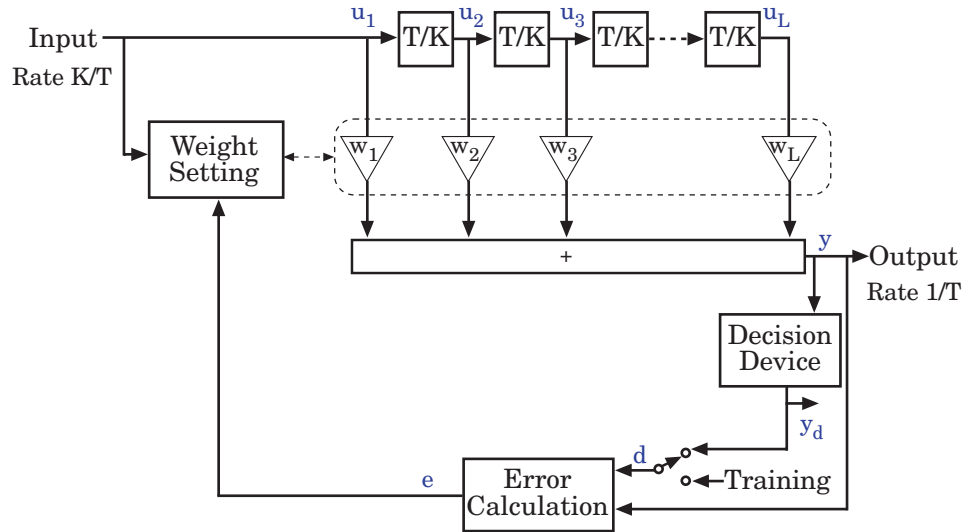 u1 u2 u3 uL
Input T/K T/K T/K T/K
Rate K/T
Weight
Setting
w1 w2 w3 wL
+
y
Output
Rate 1/T
Decision
Device
yd
d
Training
e
Error
Calculation